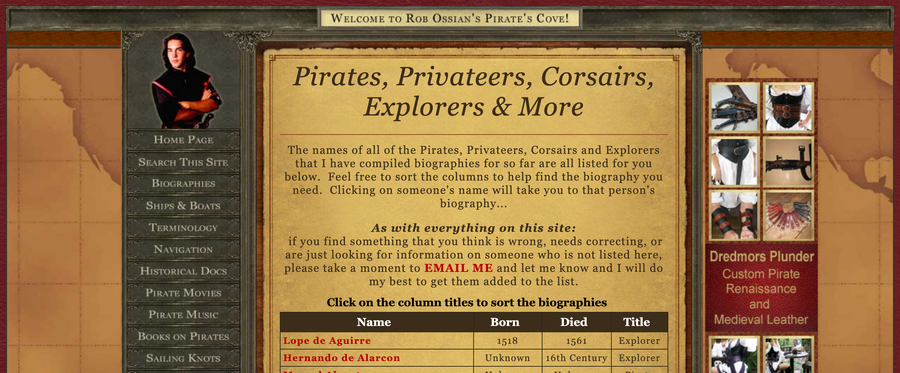 Welcome to Rob Ossian's Pirate's Cove!
Home Page
Search This Site
Biographies
Ships & Boats
Terminology
Navigation
Historical Docs
Pirate Movies
Pirate Music
Books on Pirates
Sailing Knots
Pirates, Privateers, Corsairs,
Explorers & More
The names of all of the Pirates, Privateers, Corsairs and Explorers
that I have compiled biographies for so far are all listed for you
below.  Feel free to sort the columns to help find the biography you
need.  Clicking on someone's name will take you to that person's
biography...
As with everything on this site:
if you find something that you think is wrong, needs correcting, or
are just looking for information on someone who is not listed here,
please take a moment to EMAIL ME and let me know and I will do
my best to get them added to the list.
Click on the column titles to sort the biographies
Name Born Died Title
Lope de Aguirre 1518 1561 Explorer
Hernando de Alarcon Unknown 16th Century Explorer
Dredmors Plunder
Custom Pirate
Renaissance
and
Medieval Leather